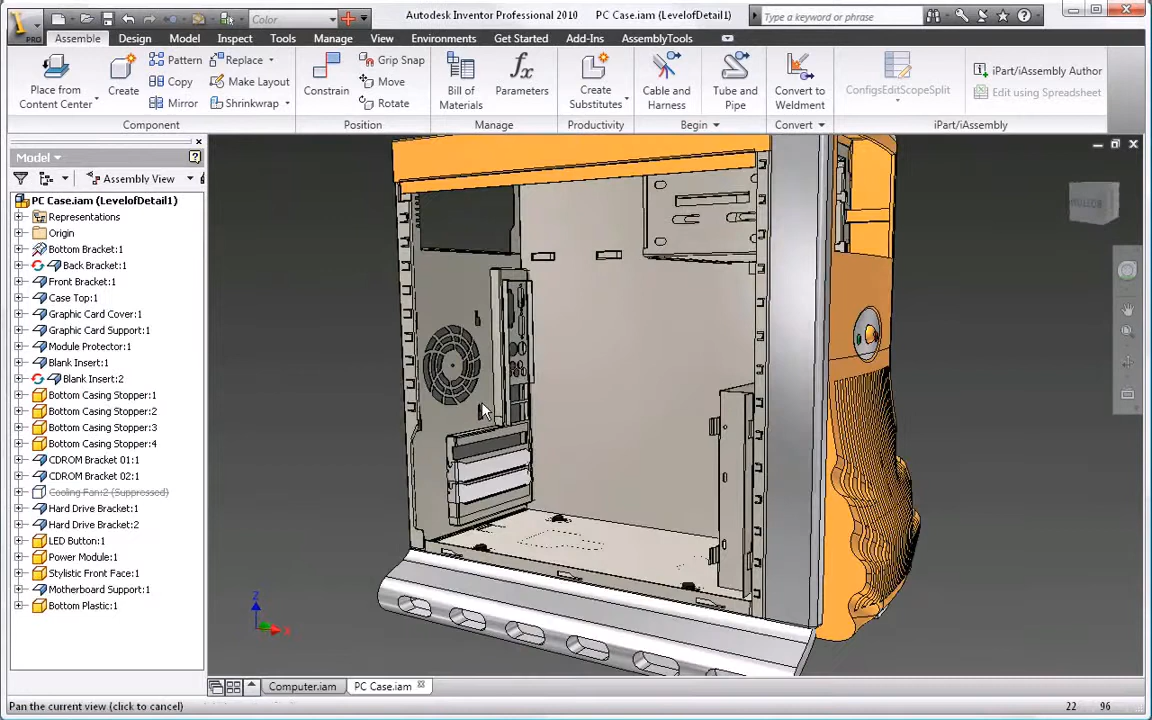 Color
Autodesk Inventor Professional 2010 PC Case.iam (LevelofDetail1)
Type a keyword or phrase
PRO
Assemble Design Model Inspect Tools Manage View Environments Get Started Add-Ins AssemblyTools
Place from
Content Center
Create
Pattern
Copy
Mirror
Replace
Make Layout
Shrinkwrap
Component
Constrain
Grip Snap
Move
Rotate
Position
Bill of
Materials
Parameters
Manage
Create
Substitutes
Productivity
Cable and
Harness
Tube and
Pipe
Begin
Convert to
Weldment
Convert
ConfigsEditScopeSplit
iPart/iAssembly Author
Edit using Spreadsheet
iPart/iAssembly
Model
Assembly View
PC Case.iam (LevelofDetail1)
Representations
Origin
Bottom Bracket:1
Back Bracket:1
Front Bracket:1
Case Top:1
Graphic Card Cover:1
Graphic Card Support:1
Module Protector:1
Blank Insert:1
Blank Insert:2
Bottom Casing Stopper:1
Bottom Casing Stopper:2
Bottom Casing Stopper:3
Bottom Casing Stopper:4
CDROM Bracket 01:1
CDROM Bracket 02:1
Cooling Fan:2 (Suppressed)
Hard Drive Bracket:1
Hard Drive Bracket:2
LED Button:1
Power Module:1
Stylistic Front Face:1
Motherboard Support:1
Bottom Plastic:1
BOTTOM
Z
X
Computer.iam PC Case.iam
Pan the current view (click to cancel)
22 96